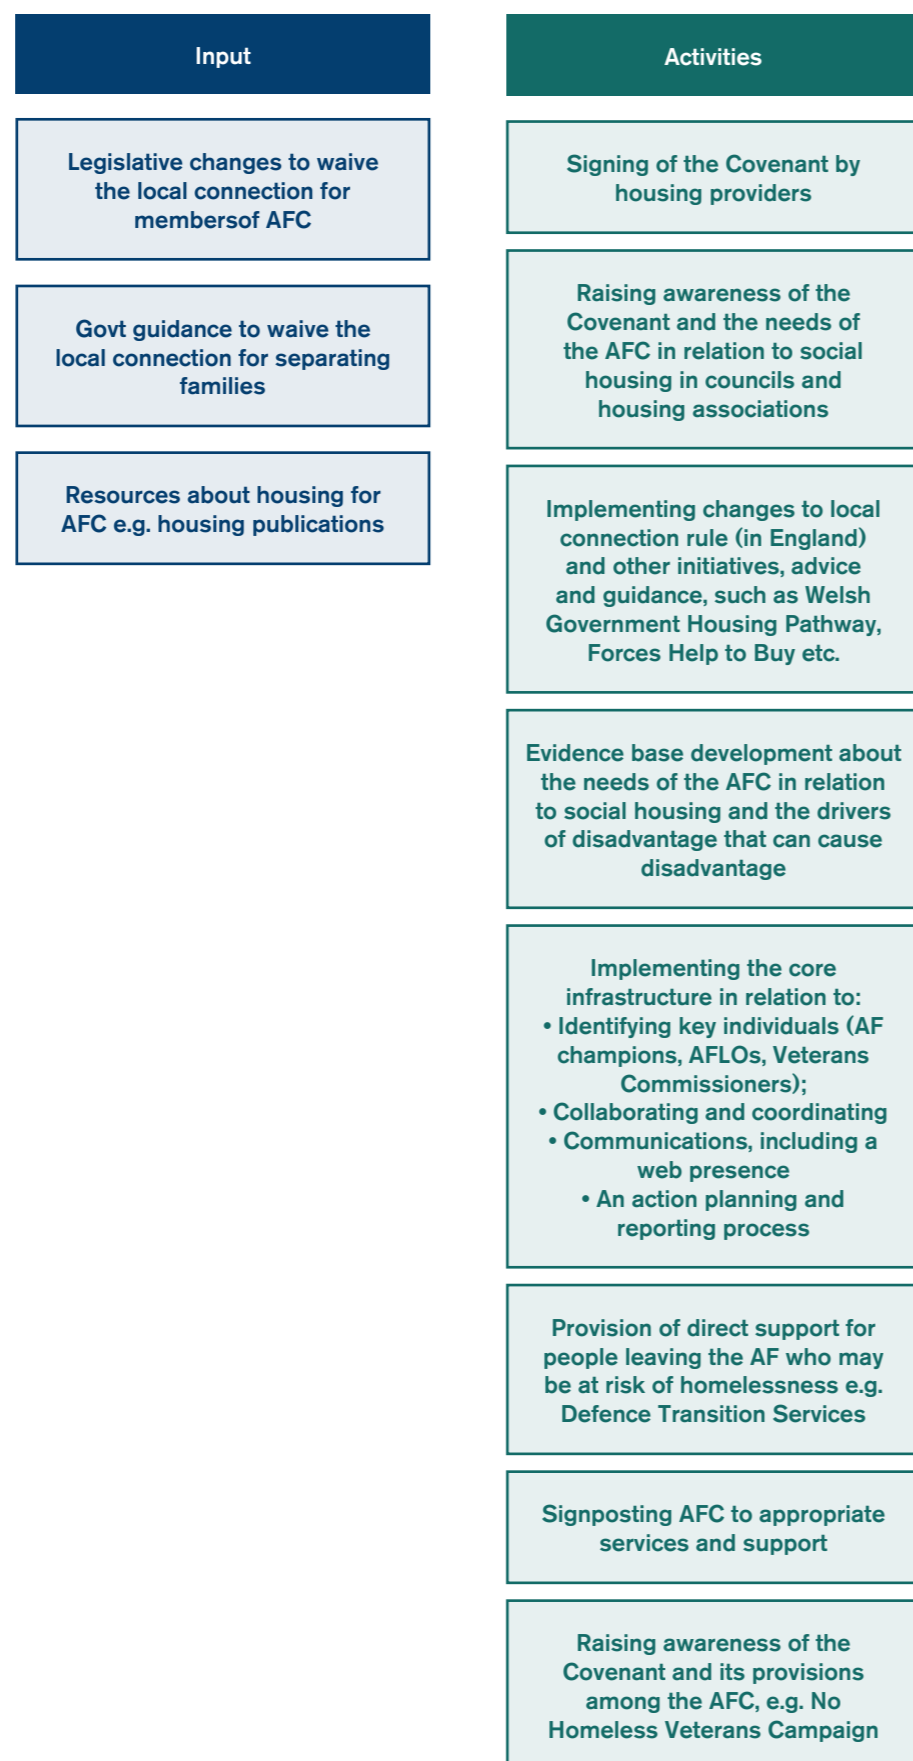 Input
Legislative changes to waive
the local connection for
membersof AFC
Govt guidance to waive the
local connection for separating
families
Resources about housing for
AFC e.g. housing publications
Activities
Signing of the Covenant by
housing providers
Raising awareness of the
Covenant and the needs of
the AFC in relation to social
housing in councils and
housing associations
Implementing changes to local
connection rule (in England)
and other initiatives, advice
and guidance, such as Welsh
Government Housing Pathway,
Forces Help to Buy etc.
Evidence base development about
the needs of the AFC in relation
to social housing and the drivers
of disadvantage that can cause
disadvantage
Implementing the core
infrastructure in relation to:
• Identifying key individuals (AF
champions, AFLOs, Veterans
Commissioners);
• Collaborating and coordinating
• Communications, including a
web presence
• An action planning and
reporting process
Provision of direct support for
people leaving the AF who may
be at risk of homelessness e.g.
Defence Transition Services
Signposting AFC to appropriate
services and support
Raising awareness of the
Covenant and its provisions
among the AFC, e.g. No
Homeless Veterans Campaign